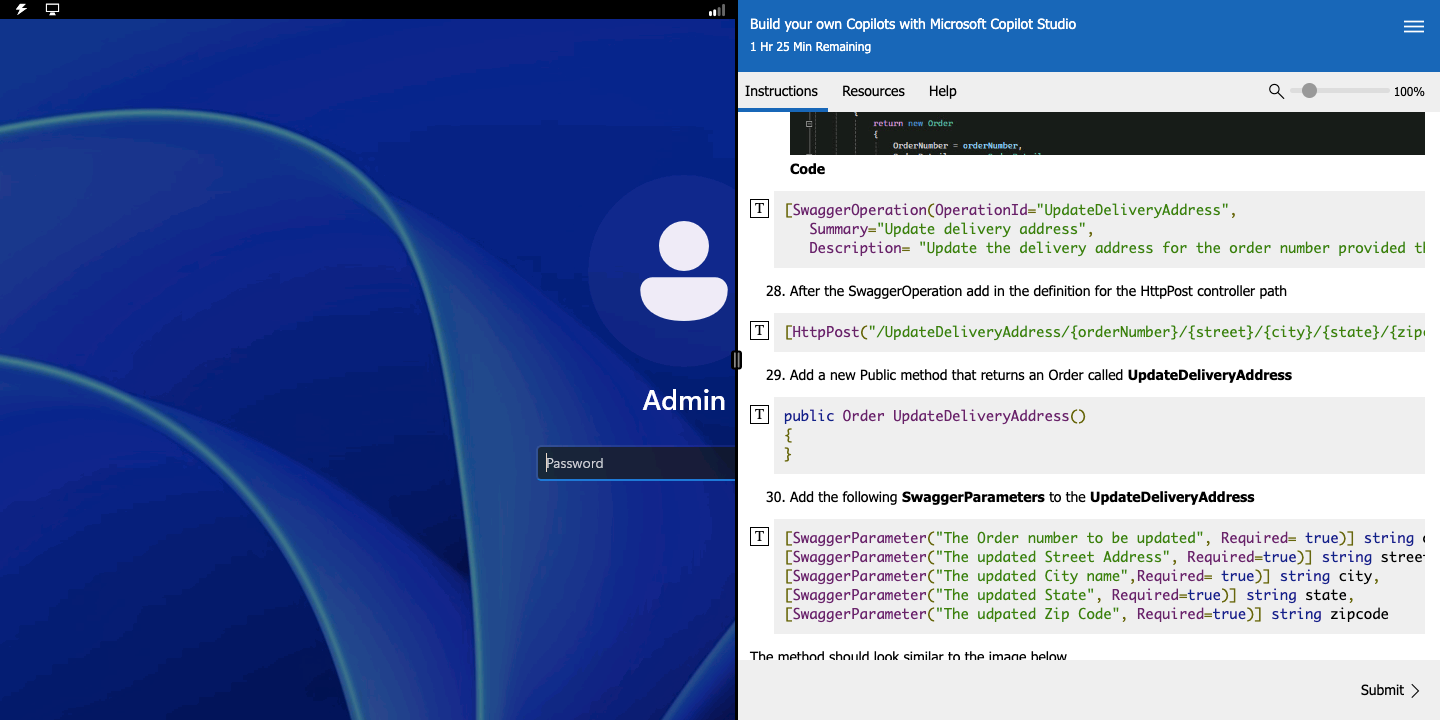 Admin
Password
Build your own Copilots with Microsoft Copilot Studio
1 Hr 25 Min Remaining
Instructions Resources Help 100%
return new Order
{
OrderNumber = orderNumber,
Code
T
[SwaggerOperation(OperationId="UpdateDeliveryAddress",
Summary="Update delivery address",
Description= "Update the delivery address for the order number provided
28. After the SwaggerOperation add in the definition for the HttpPost controller path
T
[HttpPost("/UpdateDeliveryAddress/{orderNumber}/{street}/{city}/{state}/{zip
29. Add a new Public method that returns an Order called UpdateDeliveryAddress
T
public Order UpdateDeliveryAddress()
{
}
30. Add the following SwaggerParameters to the UpdateDeliveryAddress
T
[SwaggerParameter("The Order number to be updated", Required= true)] string
[SwaggerParameter("The updated Street Address", Required=true)] string street
[SwaggerParameter("The updated City name",Required= true)] string city,
[SwaggerParameter("The updated State", Required=true)] string state,
[SwaggerParameter("The udpated Zip Code", Required=true)] string zipcode
The method should look similar to the image below
Submit